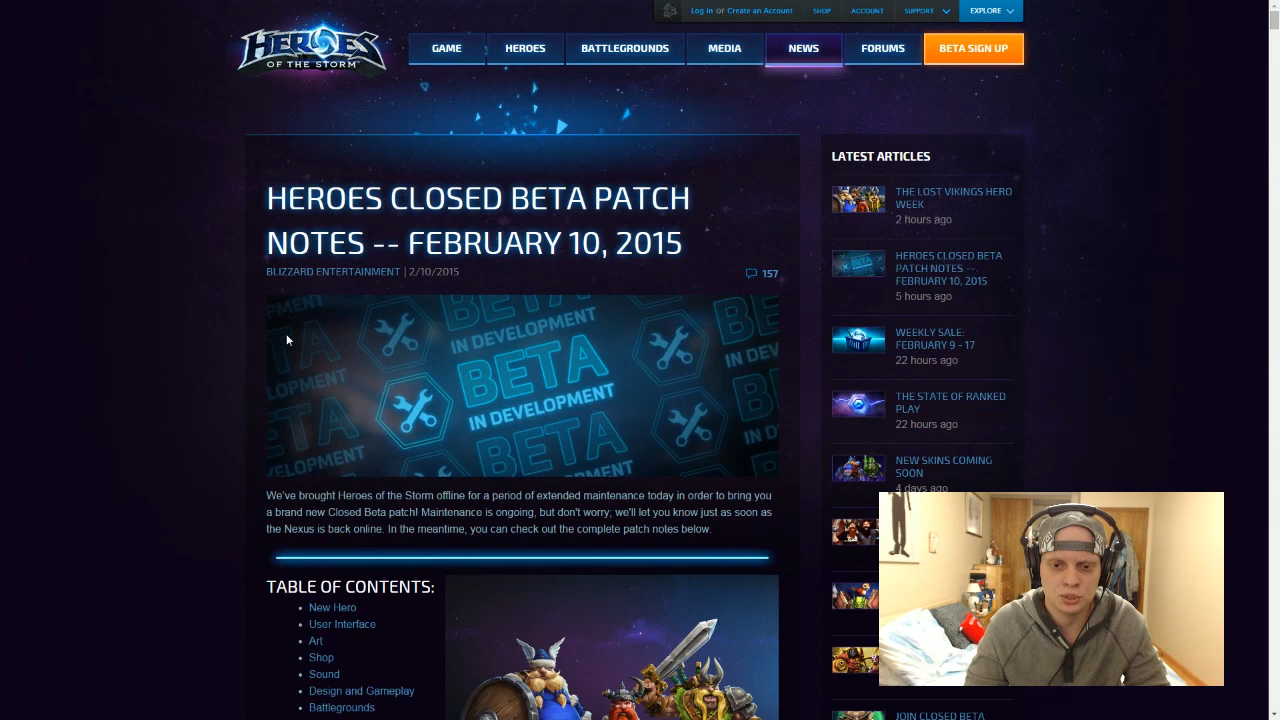 Log in or Create an Account
SHOP
ACCOUNT
SUPPORT
EXPLORE
HEROES
OF THE STORM
GAME
HEROES
BATTLEGROUNDS
MEDIA
NEWS
FORUMS
BETA SIGN UP
HEROES CLOSED BETA PATCH
NOTES -- FEBRUARY 10, 2015
BLIZZARD ENTERTAINMENT | 2/10/2015
157
BETA
IN DEVELOPMENT
BETA
IN DEVELOPMENT
BETA
We've brought Heroes of the Storm offline for a period of extended maintenance today in order to bring you
a brand new Closed Beta patch! Maintenance is ongoing, but don't worry; we'll let you know just as soon as
the Nexus is back online. In the meantime, you can check out the complete patch notes below.
TABLE OF CONTENTS:
New Hero
User Interface
Art
Shop
Sound
Design and Gameplay
Battlegrounds
LATEST ARTICLES
THE LOST VIKINGS HERO
WEEK
2 hours ago
HEROES CLOSED BETA
PATCH NOTES --
FEBRUARY 10, 2015
5 hours ago
WEEKLY SALE:
FEBRUARY 9 - 17
22 hours ago
THE STATE OF RANKED
PLAY
22 hours ago
NEW SKINS COMING
SOON
4 days ago
JOIN CLOSED BETA